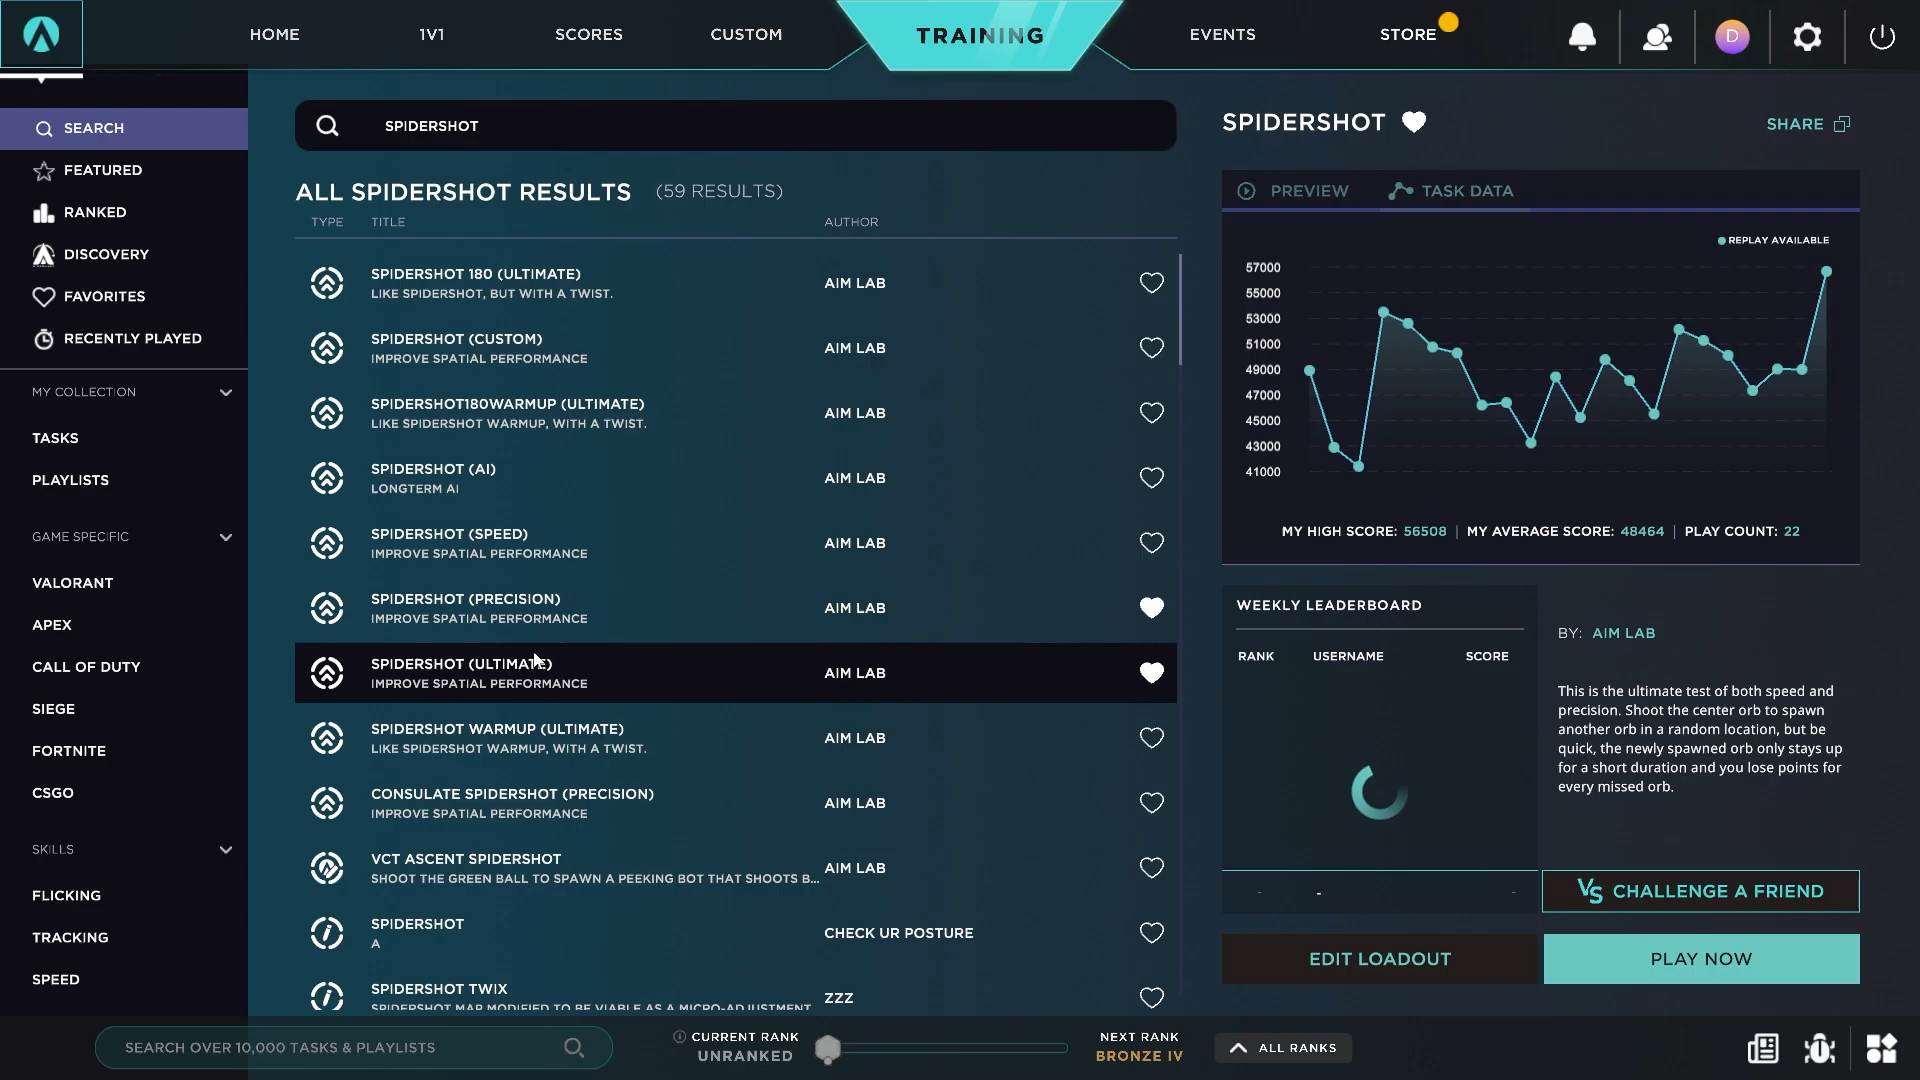 HOME
1V1
SCORES
CUSTOM
TRAINING
EVENTS
STORE
D
SEARCH
FEATURED
RANKED
DISCOVERY
FAVORITES
RECENTLY PLAYED
MY COLLECTION
TASKS
PLAYLISTS
GAME SPECIFIC
VALORANT
APEX
CALL OF DUTY
SIEGE
FORTNITE
CSGO
SKILLS
FLICKING
TRACKING
SPEED
SPIDERSHOT
ALL SPIDERSHOT RESULTS (59 RESULTS)
TYPE TITLE AUTHOR
SPIDERSHOT 180 (ULTIMATE)
LIKE SPIDERSHOT, BUT WITH A TWIST.
AIM LAB
SPIDERSHOT (CUSTOM)
IMPROVE SPATIAL PERFORMANCE
AIM LAB
SPIDERSHOT180WARMUP (ULTIMATE)
LIKE SPIDERSHOT WARMUP, WITH A TWIST.
AIM LAB
SPIDERSHOT (AI)
LONGTERM AI
AIM LAB
SPIDERSHOT (SPEED)
IMPROVE SPATIAL PERFORMANCE
AIM LAB
SPIDERSHOT (PRECISION)
IMPROVE SPATIAL PERFORMANCE
AIM LAB
SPIDERSHOT (ULTIMATE)
IMPROVE SPATIAL PERFORMANCE
AIM LAB
SPIDERSHOT WARMUP (ULTIMATE)
LIKE SPIDERSHOT WARMUP, WITH A TWIST.
AIM LAB
CONSULATE SPIDERSHOT (PRECISION)
IMPROVE SPATIAL PERFORMANCE
AIM LAB
VCT ASCENT SPIDERSHOT
SHOOT THE GREEN BALL TO SPAWN A PEEKING BOT THAT SHOOTS B...
AIM LAB
SPIDERSHOT
A
CHECK UR POSTURE
SPIDERSHOT TWIX
SPIDERSHOT MAP MODIFIED TO BE VIABLE AS A MICRO-ADJUSTMENT
ZZZ
SPIDERSHOT
SHARE
PREVIEW
TASK DATA
REPLAY AVAILABLE
57000
55000
53000
51000
49000
47000
45000
43000
41000
MY HIGH SCORE: 56508 | MY AVERAGE SCORE: 48464 | PLAY COUNT: 22
WEEKLY LEADERBOARD
RANK USERNAME SCORE
- - -
BY: AIM LAB
This is the ultimate test of both speed and
precision. Shoot the center orb to spawn
another orb in a random location, but be
quick, the newly spawned orb only stays up
for a short duration and you lose points for
every missed orb.
VS CHALLENGE A FRIEND
EDIT LOADOUT
PLAY NOW
SEARCH OVER 10,000 TASKS & PLAYLISTS
CURRENT RANK
UNRANKED
NEXT RANK
BRONZE IV
ALL RANKS